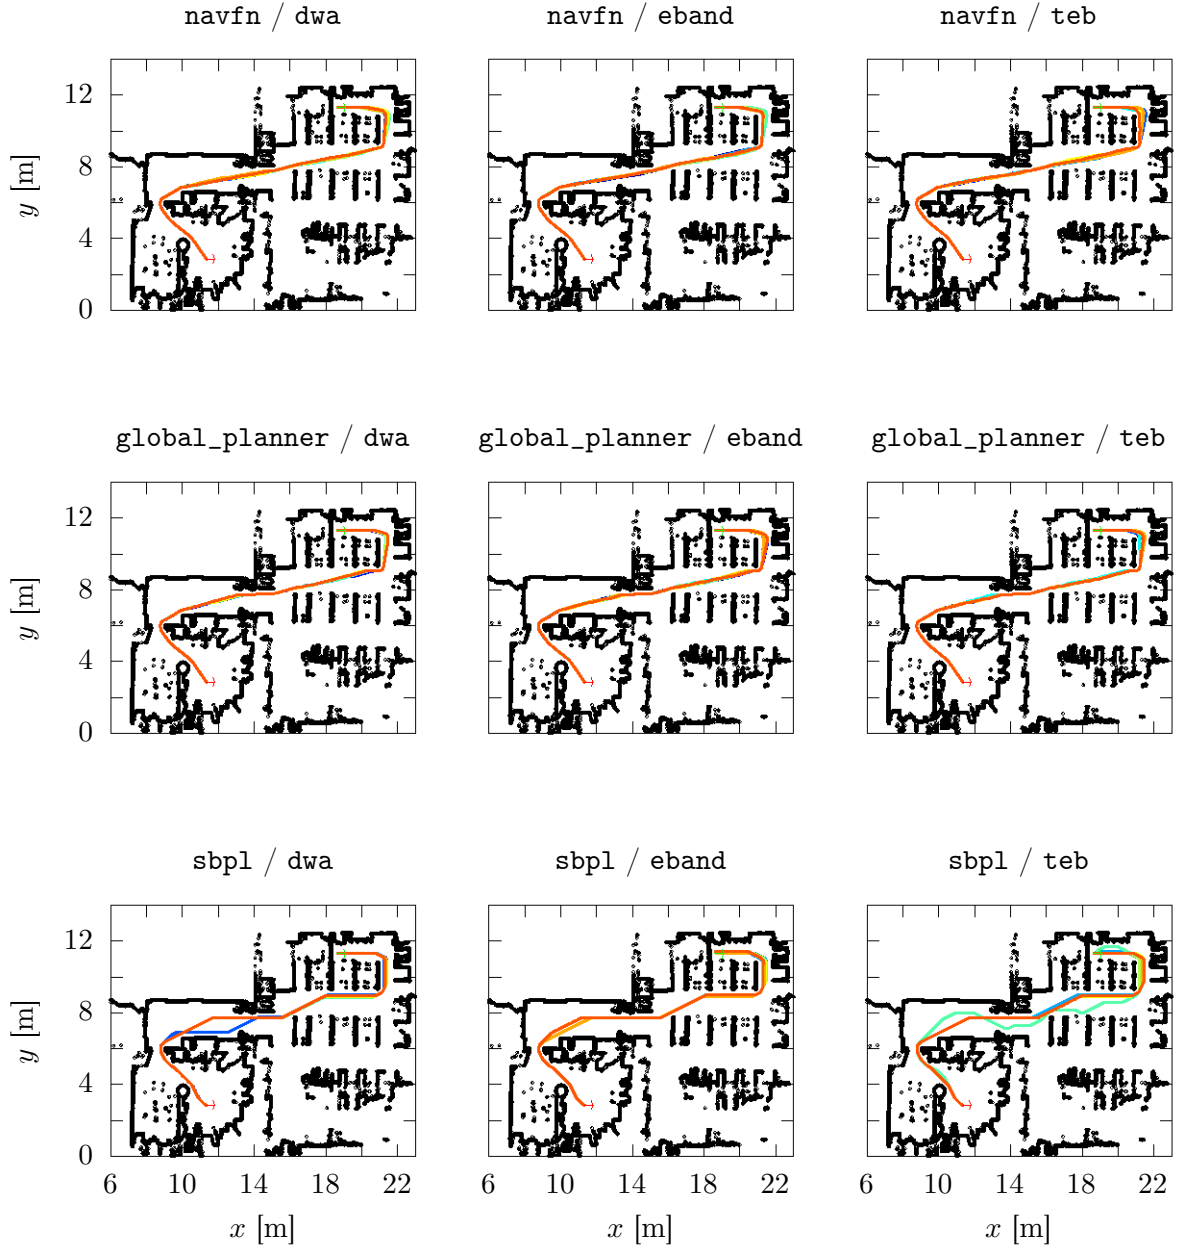 navfn / dwa
navfn / eband
navfn / teb
12
8
4
0
y [m]
global_planner / dwa
global_planner / eband
global_planner / teb
12
8
4
0
y [m]
sbpl / dwa
sbpl / eband
sbpl / teb
12
8
4
0
y [m]
6 10 14 18 22
6 10 14 18 22
6 10 14 18 22
x [m]
x [m]
x [m]